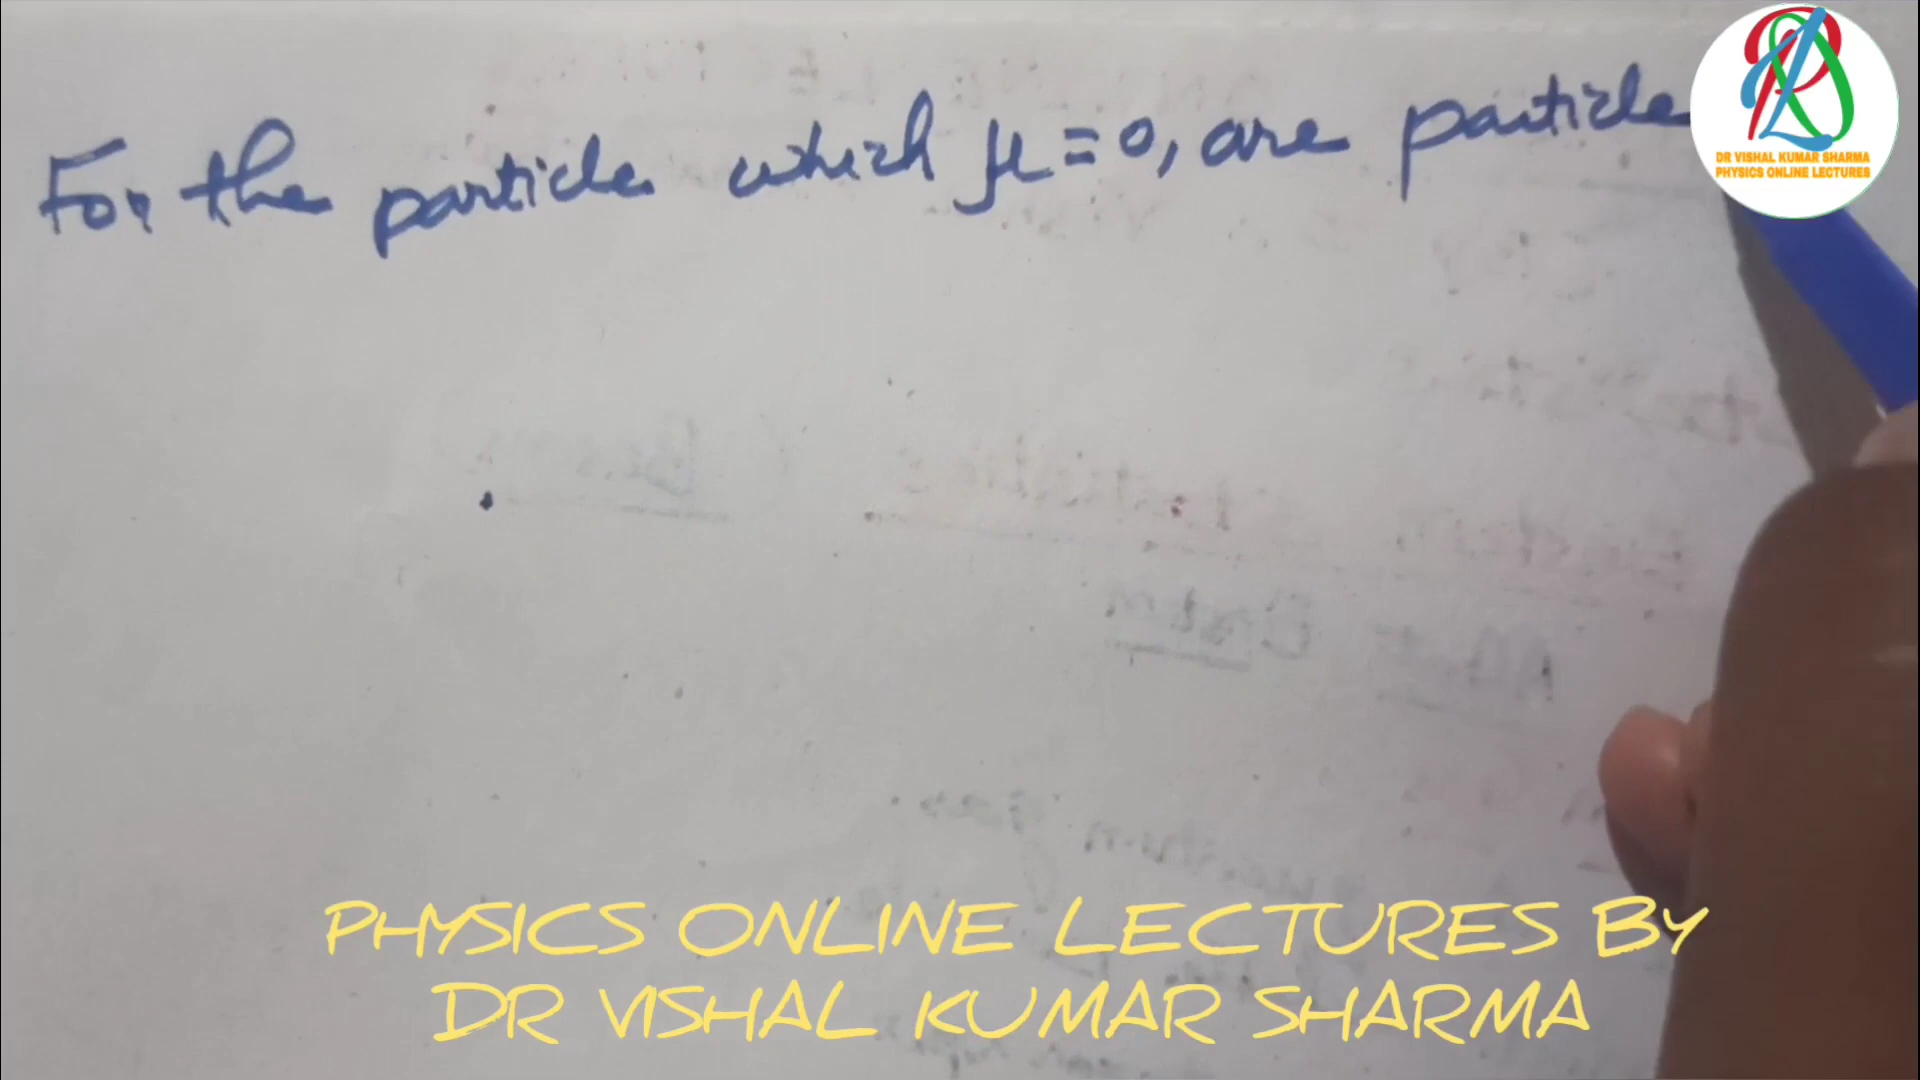 For the particle which μ=0, are particle
DR VISHAL KUMAR SHARMA
PHYSICS ONLINE LECTURES
PHYSICS ONLINE LECTURES BY
DR VISHAL KUMAR SHARMA